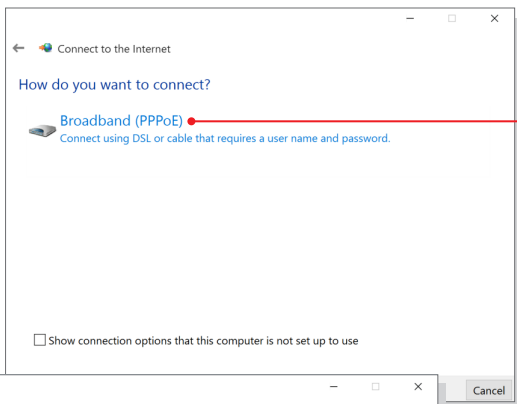 Connect to the Internet
How do you want to connect?
Broadband (PPPoE)
Connect using DSL or cable that requires a user name and password.
Show connection options that this computer is not set up to use
Cancel